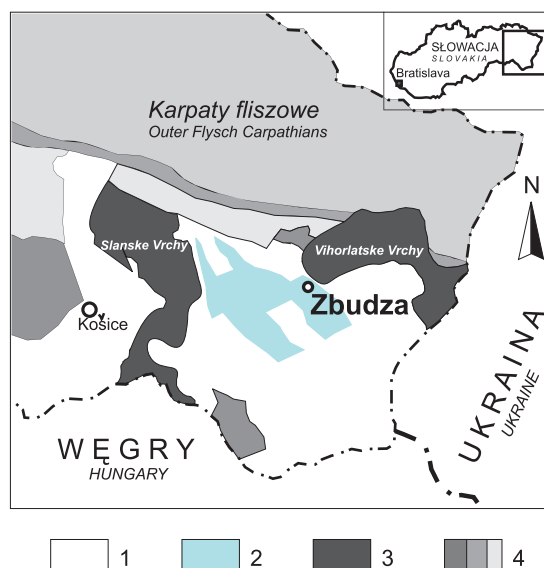 SŁOWACJA
SLOVAKIA
Bratislava
Karpaty fliszowe
Outer Flysch Carpathians
N
Slanske Vrchy
Vihorlatske Vrchy
Zbudza
Košice
WĘGRY
HUNGARY
UKRAINA
UKRAINE
1 2 3 4